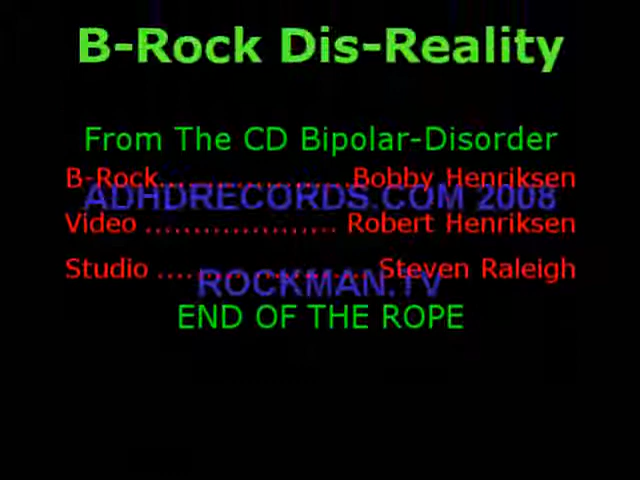 B-Rock Dis-Reality
From The CD Bipolar-Disorder
B-Rock....................Bobby Henriksen
ADHDRECORDS.COM 2008
Video .................... Robert Henriksen
Studio ...................... Steven Raleigh
ROCKMAN.TV
END OF THE ROPE